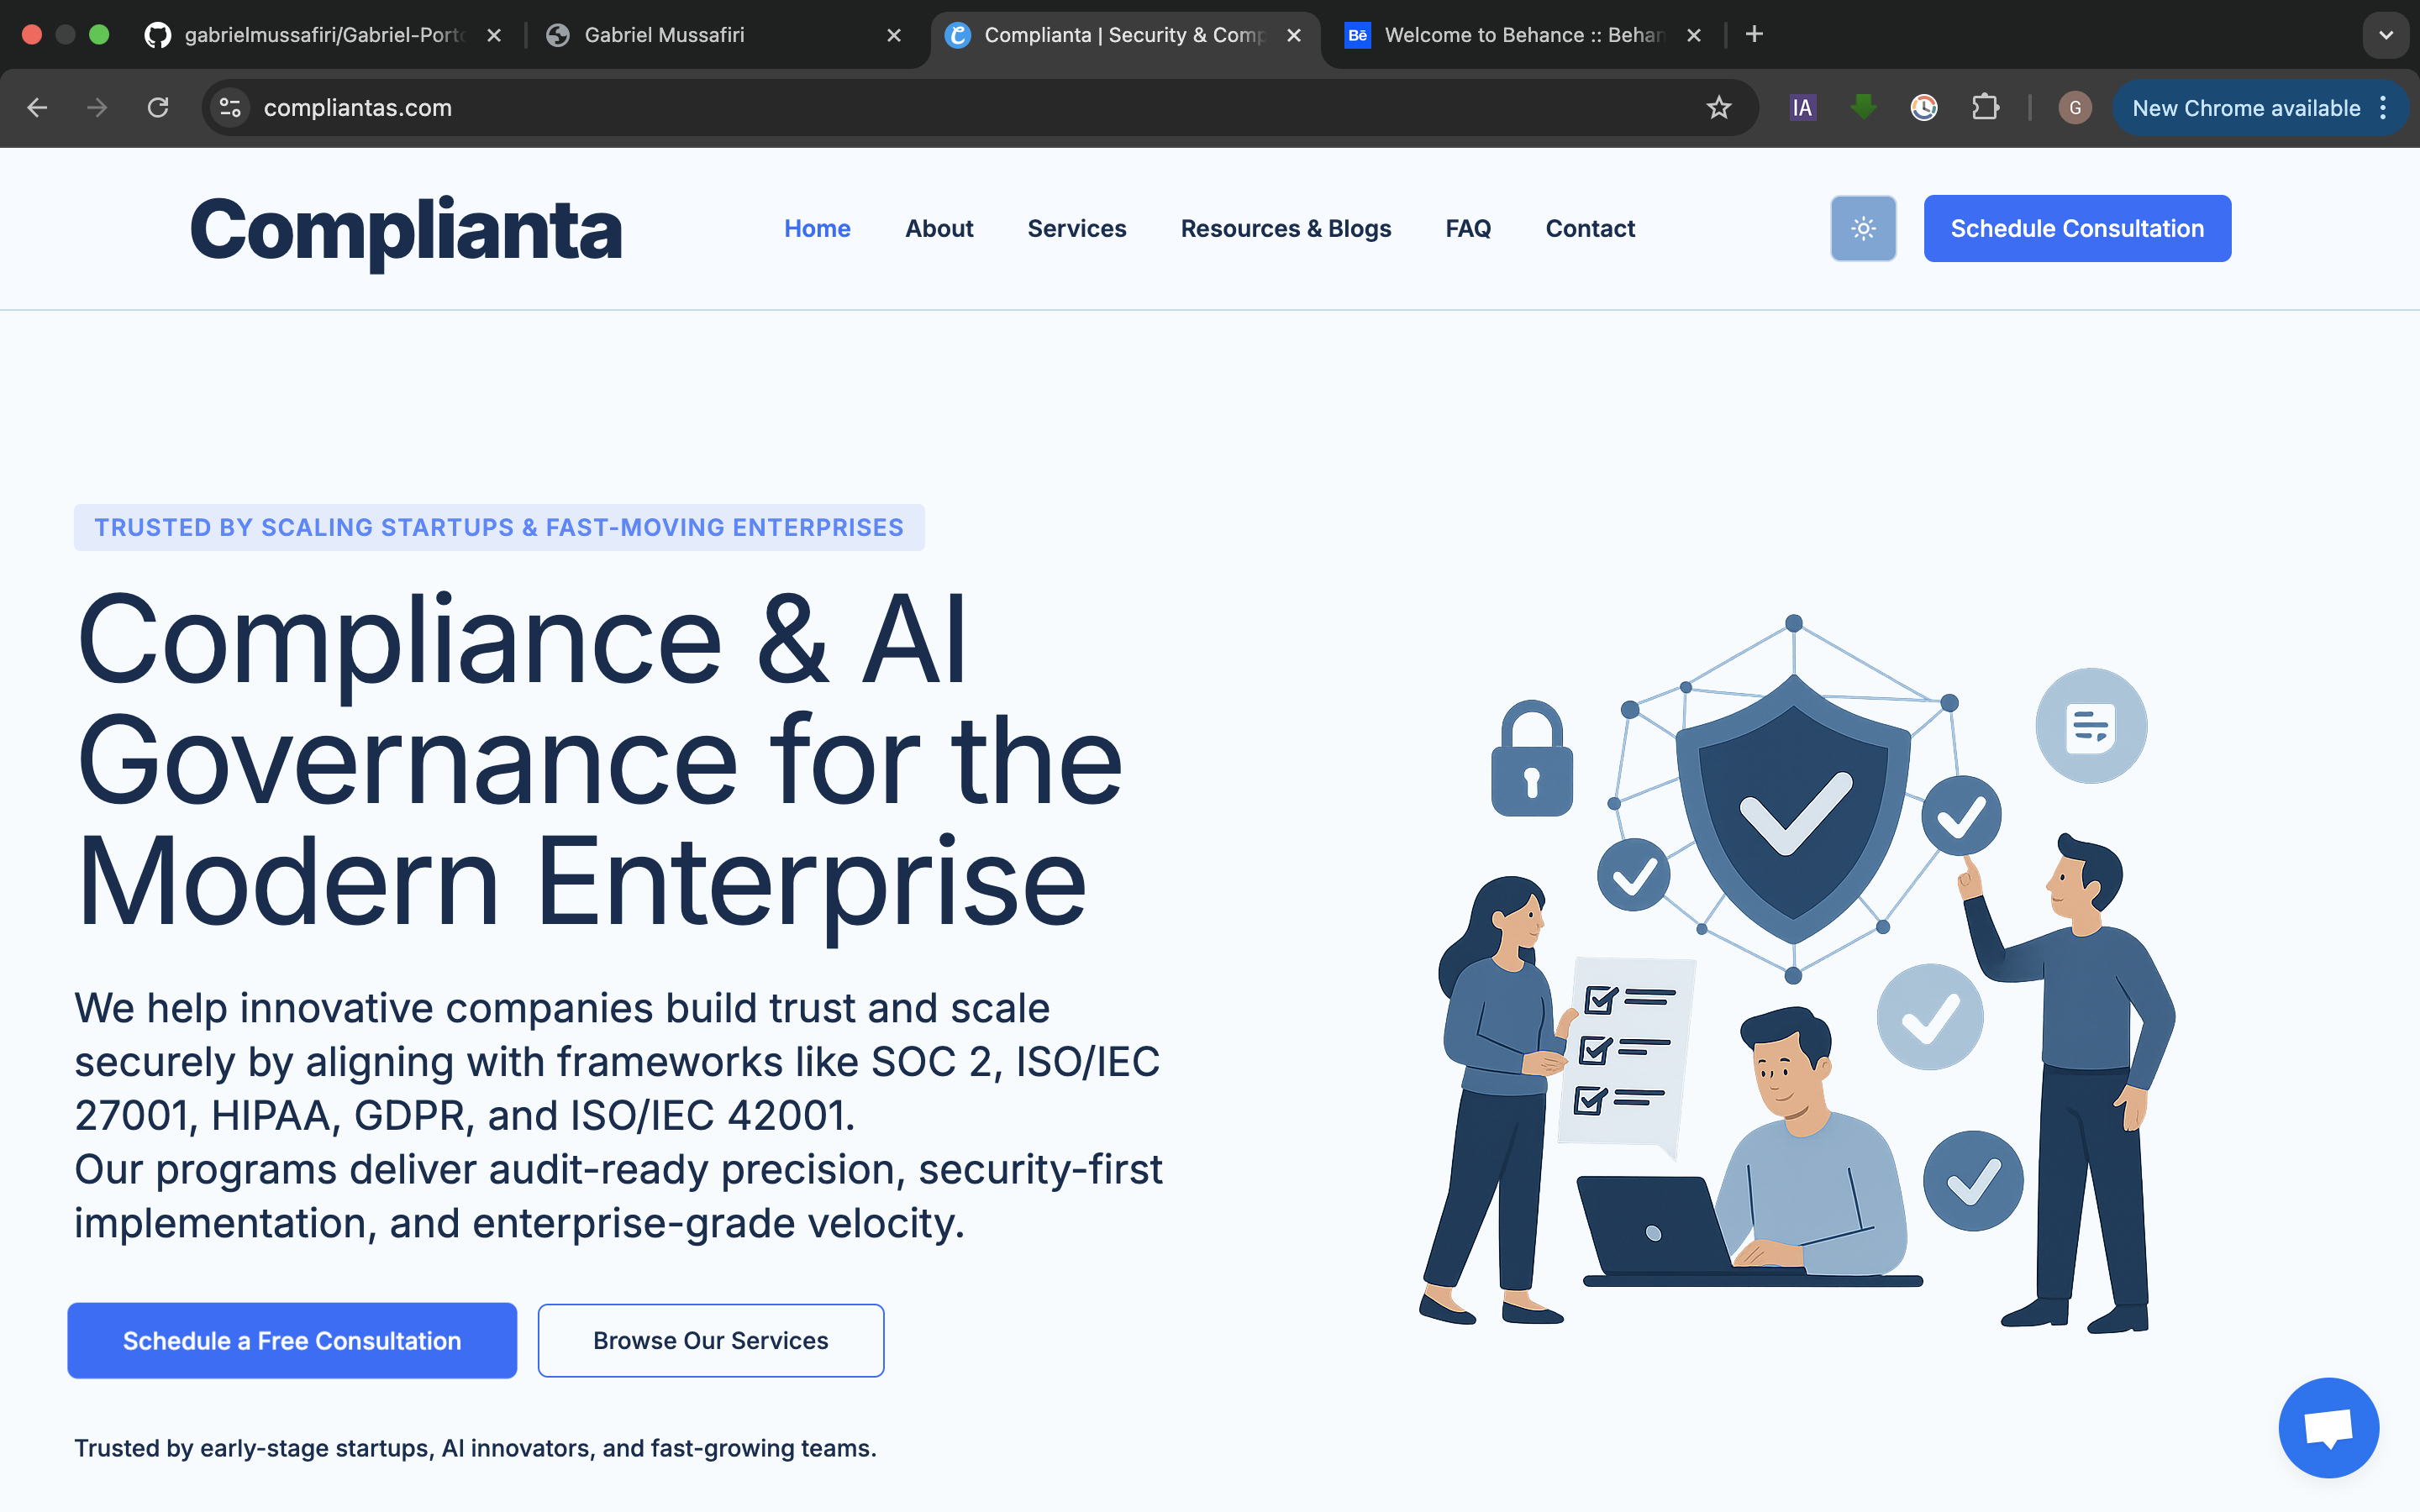 gabrielmussafiri/Gabriel-Porto
Gabriel Mussafiri
Complianta | Security & Comp
Bē
Welcome to Behance :: Behan
compliantas.com
IA
G
New Chrome available
Complianta
Home
About
Services
Resources & Blogs
FAQ
Contact
Schedule Consultation
TRUSTED BY SCALING STARTUPS & FAST-MOVING ENTERPRISES
Compliance & AI
Governance for the
Modern Enterprise
We help innovative companies build trust and scale
securely by aligning with frameworks like SOC 2, ISO/IEC
27001, HIPAA, GDPR, and ISO/IEC 42001.
Our programs deliver audit-ready precision, security-first
implementation, and enterprise-grade velocity.
Schedule a Free Consultation
Browse Our Services
Trusted by early-stage startups, AI innovators, and fast-growing teams.